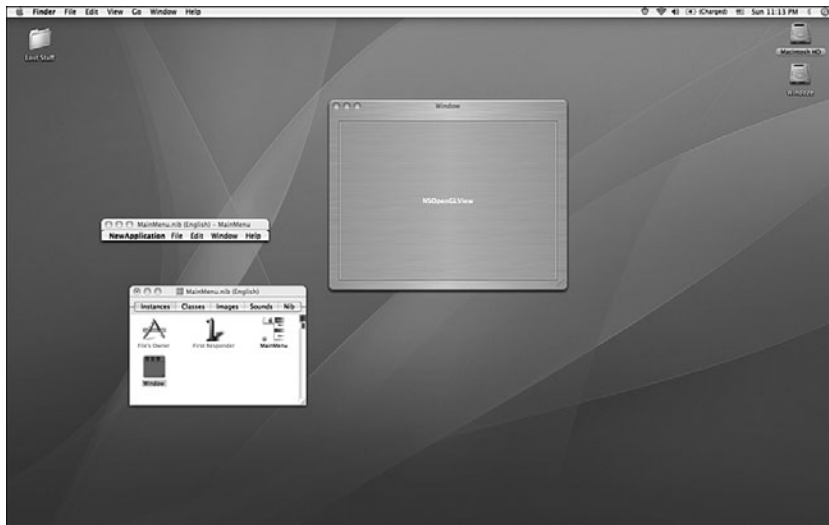 Finder File Edit View Go Window Help
(Charged) Sun 11:13 PM
Lost Stuff
Macintosh HD
Window
NSOpenGLView
MainMenu.nib (English) - MainMenu
NewApplication File Edit Window Help
MainMenu.nib (English)
Instances Classes Images Sounds Nib
File's Owner First Responder MainMenu
Window